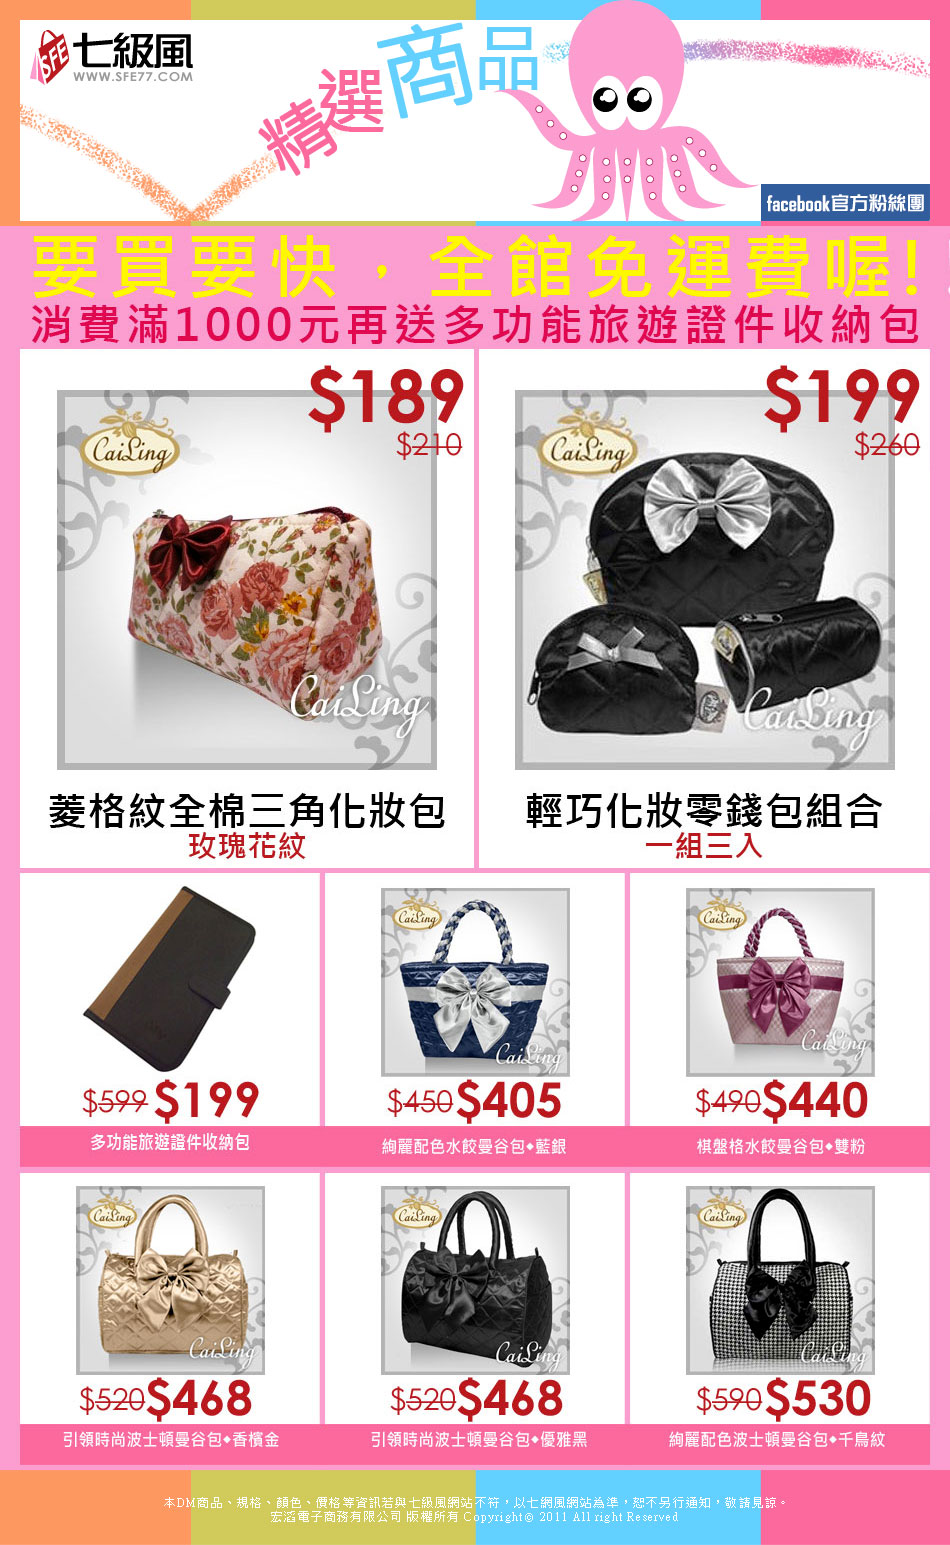 SFE 七級風
WWW.SFE77.COM
精選商品
facebook官方粉絲團
要買要快，全館免運費喔!
消費滿1000元再送多功能旅遊證件收納包
$189
$210
CaiLing
CaiLing
菱格紋全棉三角化妝包
玫瑰花紋
$199
$260
CaiLing
CaiLing
輕巧化妝零錢包組合
一組三入
$599 $199
多功能旅遊證件收納包
CaiLing
CaiLing
$450 $405
絢麗配色水餃曼谷包◆藍銀
CaiLing
CaiLing
$490 $440
棋盤格水餃曼谷包◆雙粉
CaiLing
CaiLing
$520 $468
引領時尚波士頓曼谷包◆香檳金
CaiLing
CaiLing
$520 $468
引領時尚波士頓曼谷包◆優雅黑
CaiLing
CaiLing
$590 $530
絢麗配色波士頓曼谷包◆千鳥紋
本DM商品、規格、顏色、價格等資訊若與七級風網站不符，以七網風網站為準，恕不另行通知，敬請見諒。
宏滔電子商務有限公司 版權所有 Copyright© 2011 All right Reserved